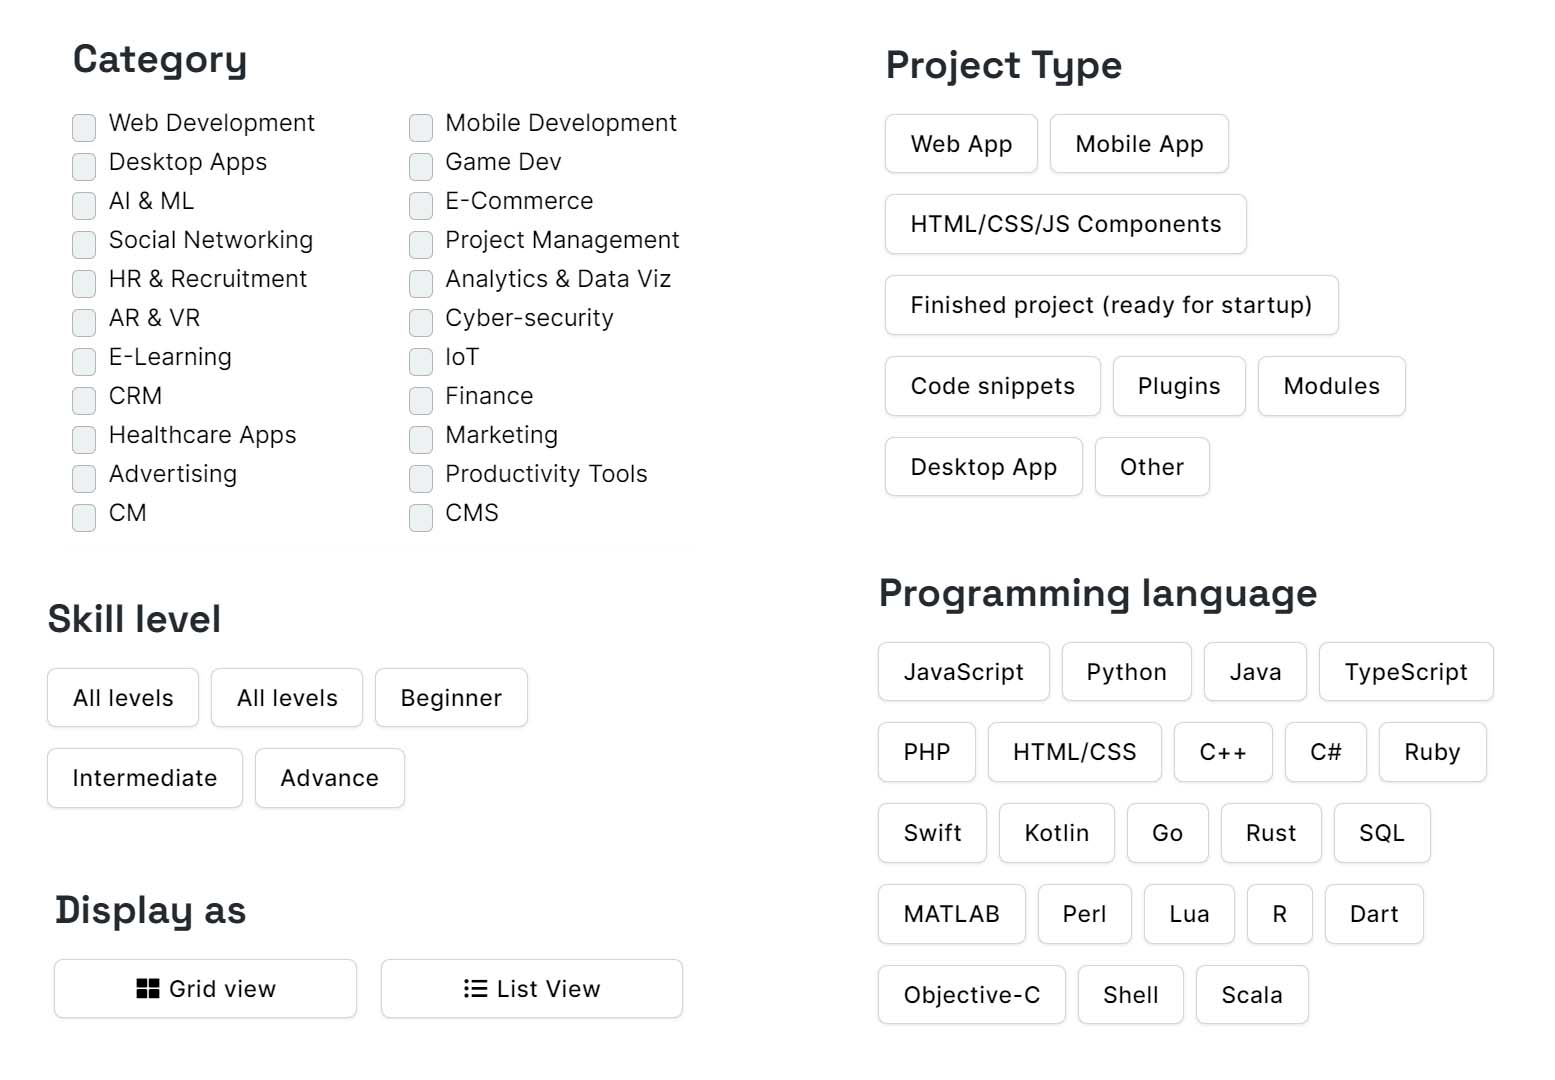 Category
Web Development
Mobile Development
Desktop Apps
Game Dev
AI & ML
E-Commerce
Social Networking
Project Management
HR & Recruitment
Analytics & Data Viz
AR & VR
Cyber-security
E-Learning
IoT
CRM
Finance
Healthcare Apps
Marketing
Advertising
Productivity Tools
CM
CMS
Skill level
All levels All levels Beginner
Intermediate Advance
Display as
Grid view List View
Project Type
Web App Mobile App
HTML/CSS/JS Components
Finished project (ready for startup)
Code snippets Plugins Modules
Desktop App Other
Programming language
JavaScript Python Java TypeScript
PHP HTML/CSS C++ C# Ruby
Swift Kotlin Go Rust SQL
MATLAB Perl Lua R Dart
Objective-C Shell Scala